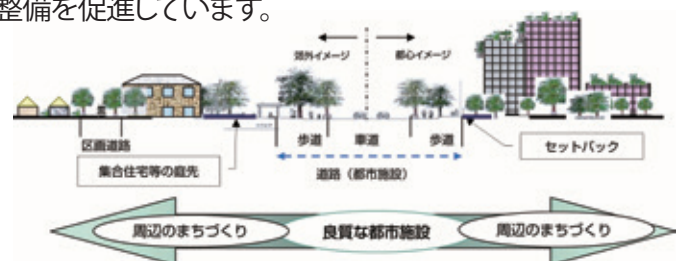 整備を促進しています。
郊外イメージ 都心イメージ
区画道路
歩道 車道 歩道
集合住宅等の庭先
セットバック
道路（都市施設）
周辺のまちづくり 良質な都市施設 周辺のまちづくり